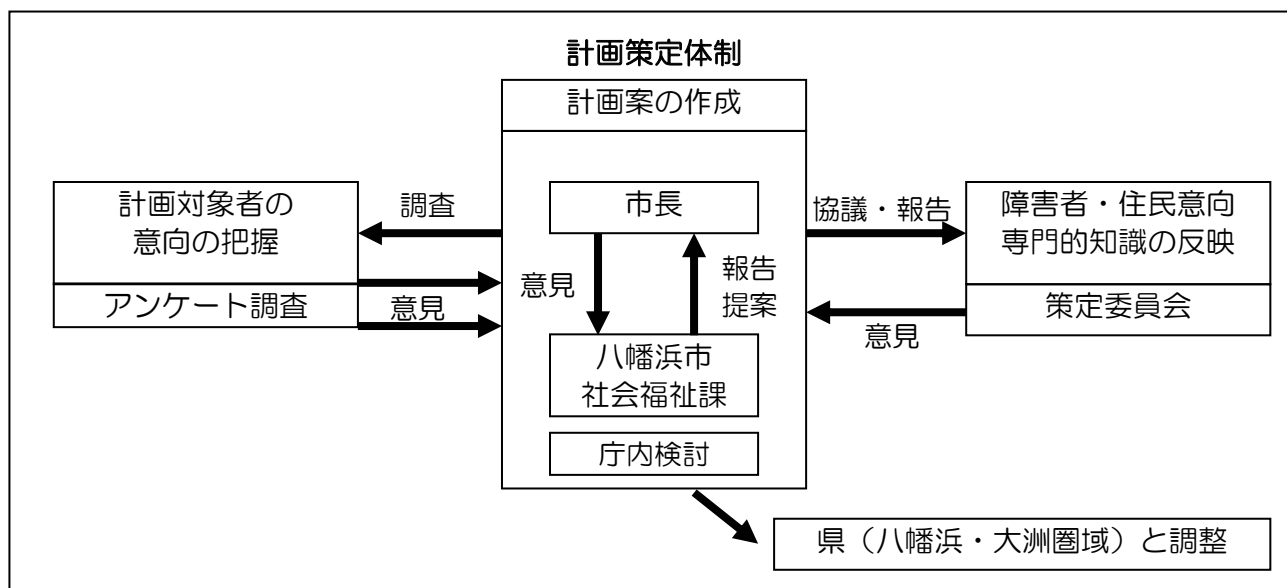 計画策定体制
計画案の作成
計画対象者の
意向の把握
アンケート調査
調査
意見
市長
意見
報告
提案
八幡浜市
社会福祉課
庁内検討
協議・報告
意見
障害者・住民意向
専門的知識の反映
策定委員会
県（八幡浜・大洲圏域）と調整